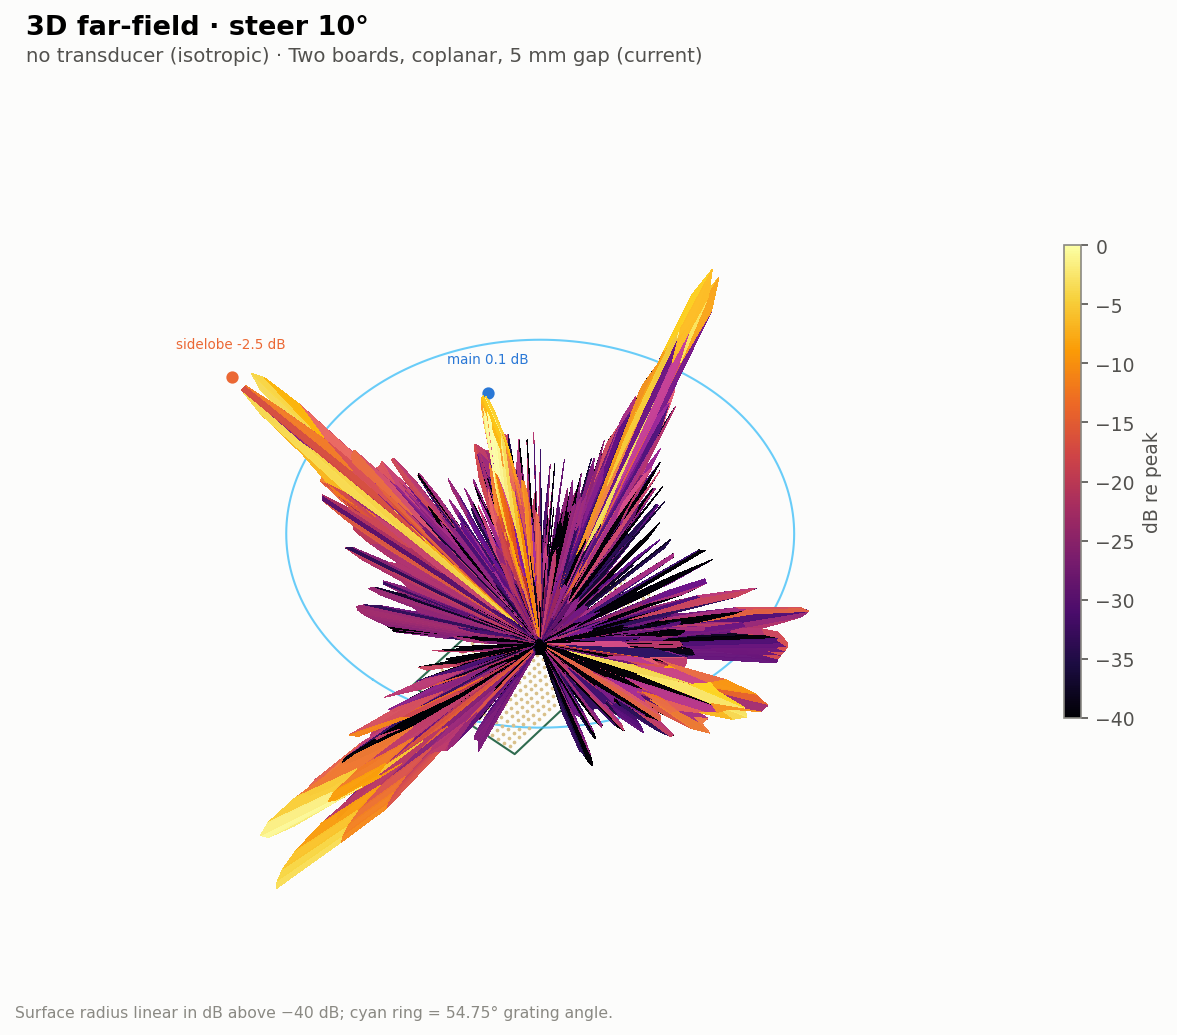 3D far-field · steer 10°
no transducer (isotropic) · Two boards, coplanar, 5 mm gap (current)
sidelobe -2.5 dB
main 0.1 dB
0
−5
−10
−15
−20
−25
−30
−35
−40
dB re peak
Surface radius linear in dB above −40 dB; cyan ring = 54.75° grating angle.